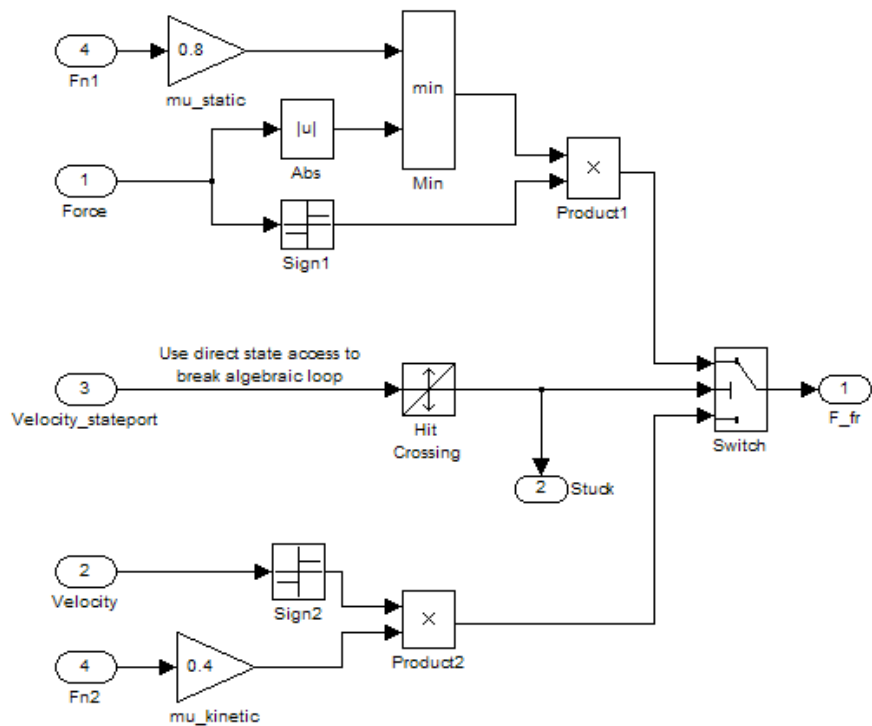 4
Fn1
0.8
mu_static
min
Min
|u|
Abs
1
Force
Sign1
×
Product1
Use direct state access to
break algebraic loop
3
Velocity_stateport
Hit
Crossing
Switch
1
F_fr
2
Stuck
2
Velocity
Sign2
×
Product2
4
Fn2
0.4
mu_kinetic